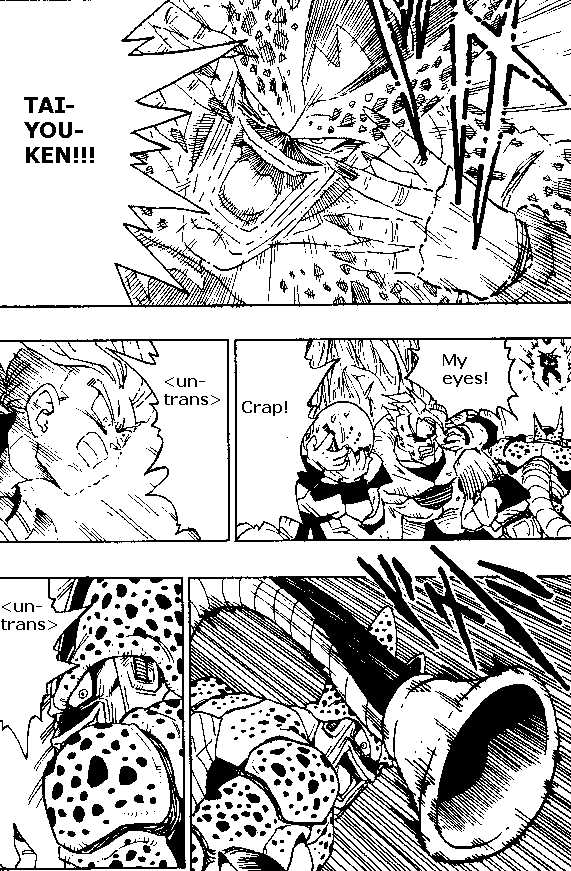 TAI-
YOU-
KEN!!!
<un-
trans>
Crap!
My
eyes!
<un-
trans>